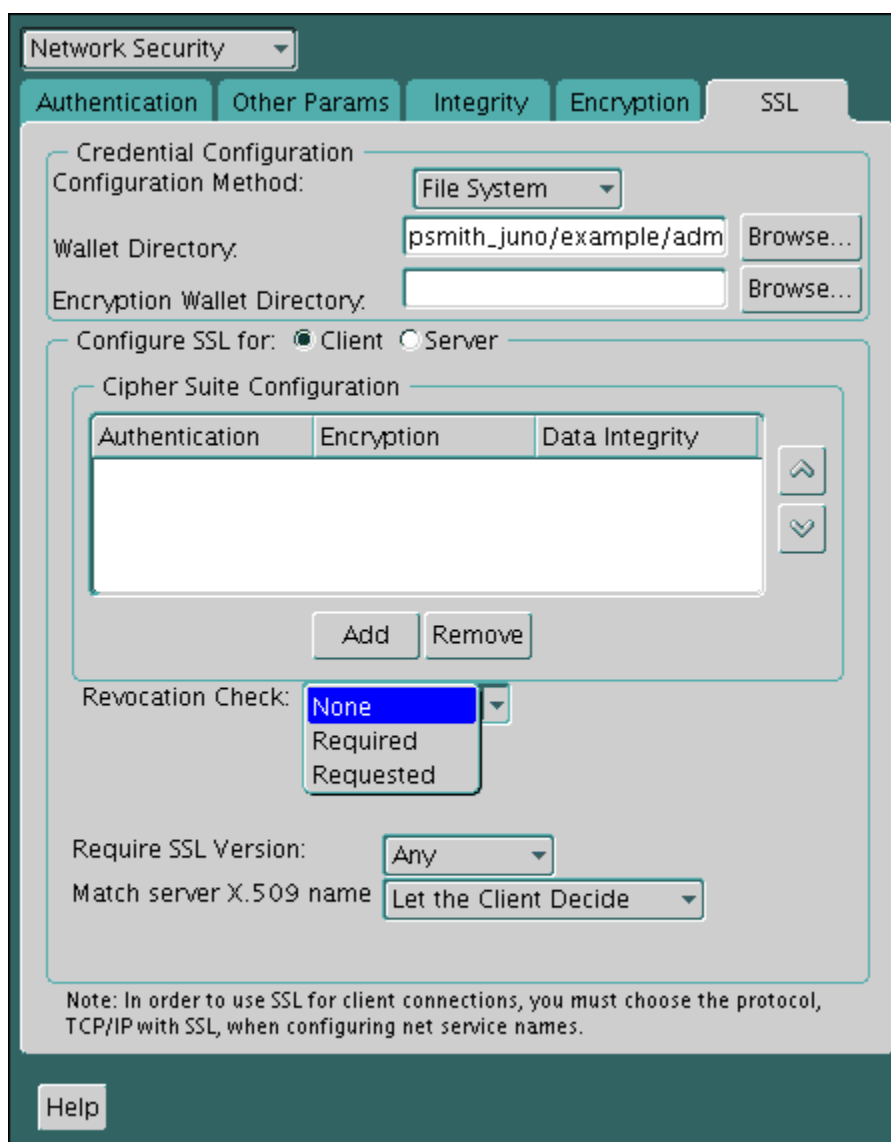 Network Security
Authentication Other Params Integrity Encryption SSL
Credential Configuration
Configuration Method: File System
Wallet Directory: psmith_juno/example/adm Browse...
Encryption Wallet Directory: Browse...
Configure SSL for: Client Server
Cipher Suite Configuration
Authentication Encryption Data Integrity
Add Remove
Revocation Check: None
Required
Requested
Require SSL Version: Any
Match server X.509 name Let the Client Decide
Note: In order to use SSL for client connections, you must choose the protocol,
TCP/IP with SSL, when configuring net service names.
Help